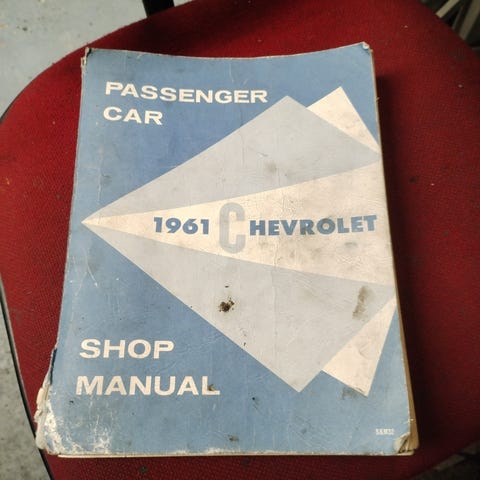 PASSENGER
CAR
1961 CHEVROLET
SHOP
MANUAL